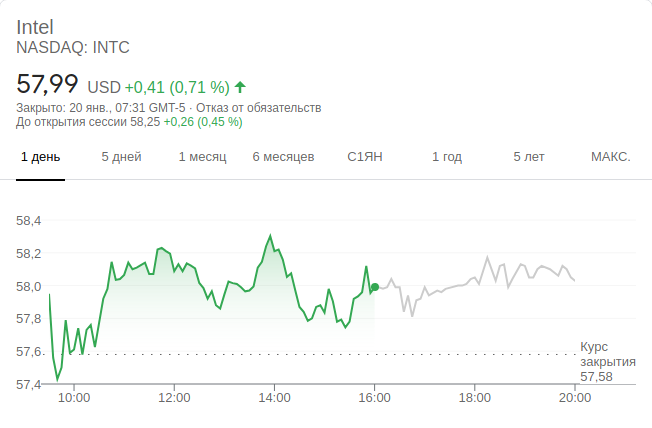 Intel
NASDAQ: INTC
57,99 USD +0,41 (0,71 %)
Закрыто: 20 янв., 07:31 GMT-5 · Отказ от обязательств
До открытия сессии 58,25 +0,26 (0,45 %)
1 день 5 дней 1 месяц 6 месяцев С1ЯН 1 год 5 лет МАКС.
58,4
58,2
58,0
57,8
57,6
57,4
Курс
закрытия
57,58
10:00 12:00 14:00 16:00 18:00 20:00